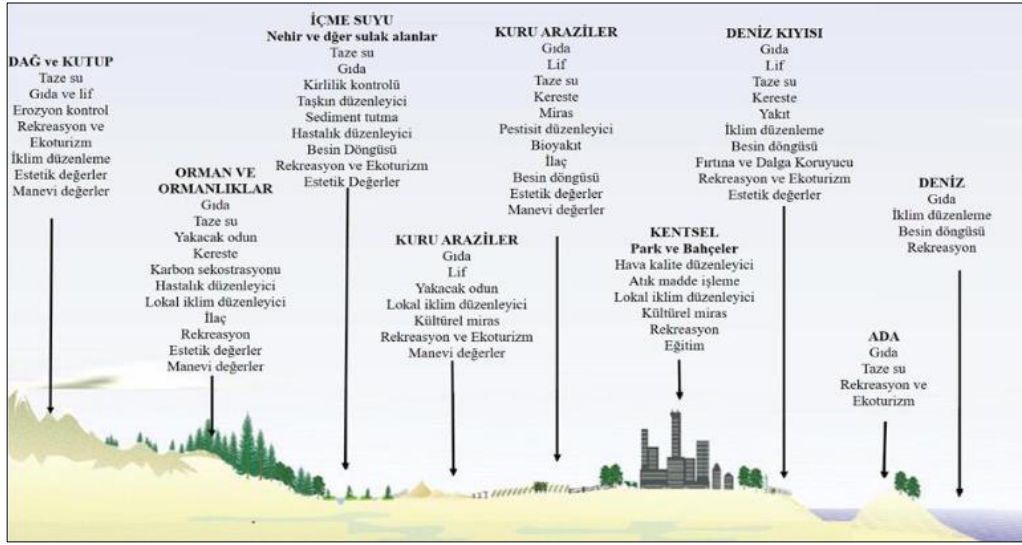 DAĞ ve KUTUP
Taze su
Gıda ve lif
Erozyon kontrol
Rekreasyon ve
Ekoturizm
İklim düzenleme
Estetik değerler
Manevi değerler
ORMAN VE
ORMANLIKLAR
Gıda
Taze su
Yakacak odun
Kereste
Karbon sekostrasyonu
Hastalık düzenleyici
Lokal iklim düzenleyici
İlaç
Rekreasyon
Estetik değerler
Manevi değerler
İÇME SUYU
Nehir ve dğer sulak alanlar
Taze su
Gıda
Kirlilik kontrolü
Taşkın düzenleyici
Sediment tutma
Hastalık düzenleyici
Besin Döngüsü
Rekreasyon ve Ekoturizm
Estetik Değerler
KURU ARAZİLER
Gıda
Lif
Yakacak odun
Lokal iklim düzenleyici
Kültürel miras
Rekreasyon ve Ekoturizm
Manevi değerler
KURU ARAZİLER
Gıda
Lif
Taze su
Kereste
Miras
Pestisit düzenleyici
Bioyakıt
İlaç
Besin döngüsü
Estetik değerler
Manevi değerler
KENTSEL
Park ve Bahçeler
Hava kalite düzenleyici
Atık madde işleme
Lokal iklim düzenleyici
Kültürel miras
Rekreasyon
Eğitim
DENİZ KIYISI
Gıda
Lif
Taze su
Kereste
Yakıt
İklim düzenleme
Besin döngüsü
Fırtına ve Dalga Koruyucu
Rekreasyon ve Ekoturizm
Estetik değerler
ADA
Gıda
Taze su
Rekreasyon ve
Ekoturizm
DENİZ
Gıda
İklim düzenleme
Besin döngüsü
Rekreasyon